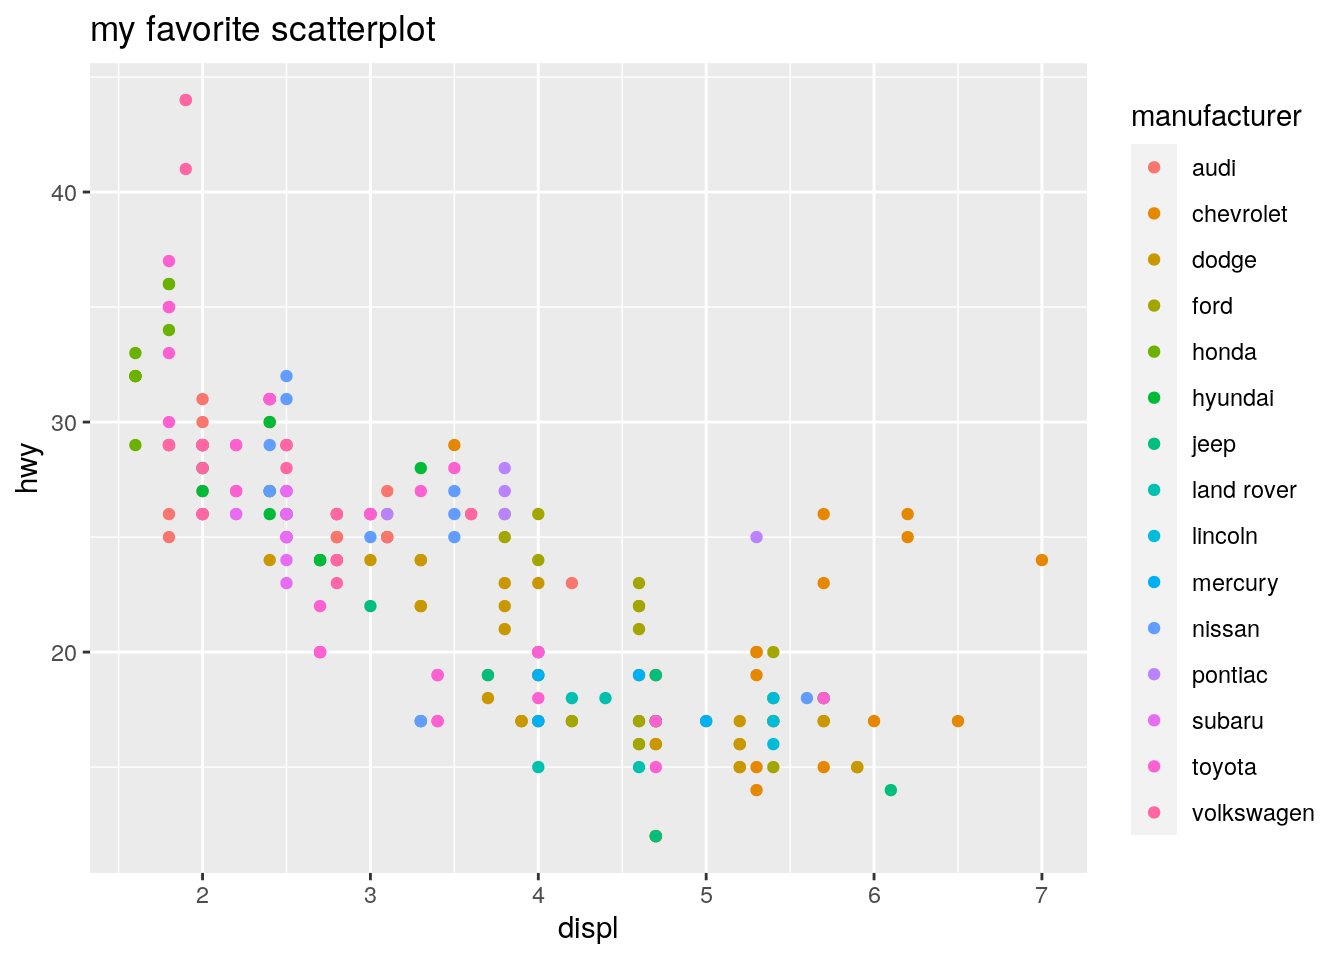 my favorite scatterplot
hwy
40
30
20
2 3 4 5 6 7
displ
manufacturer
audi
chevrolet
dodge
ford
honda
hyundai
jeep
land rover
lincoln
mercury
nissan
pontiac
subaru
toyota
volkswagen